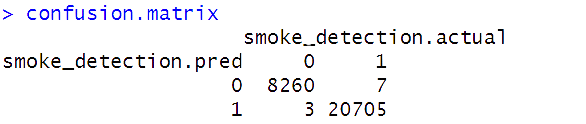 > confusion.matrix
smoke_detection.actual
smoke_detection.pred 0 1
0 8260 7
1 3 20705